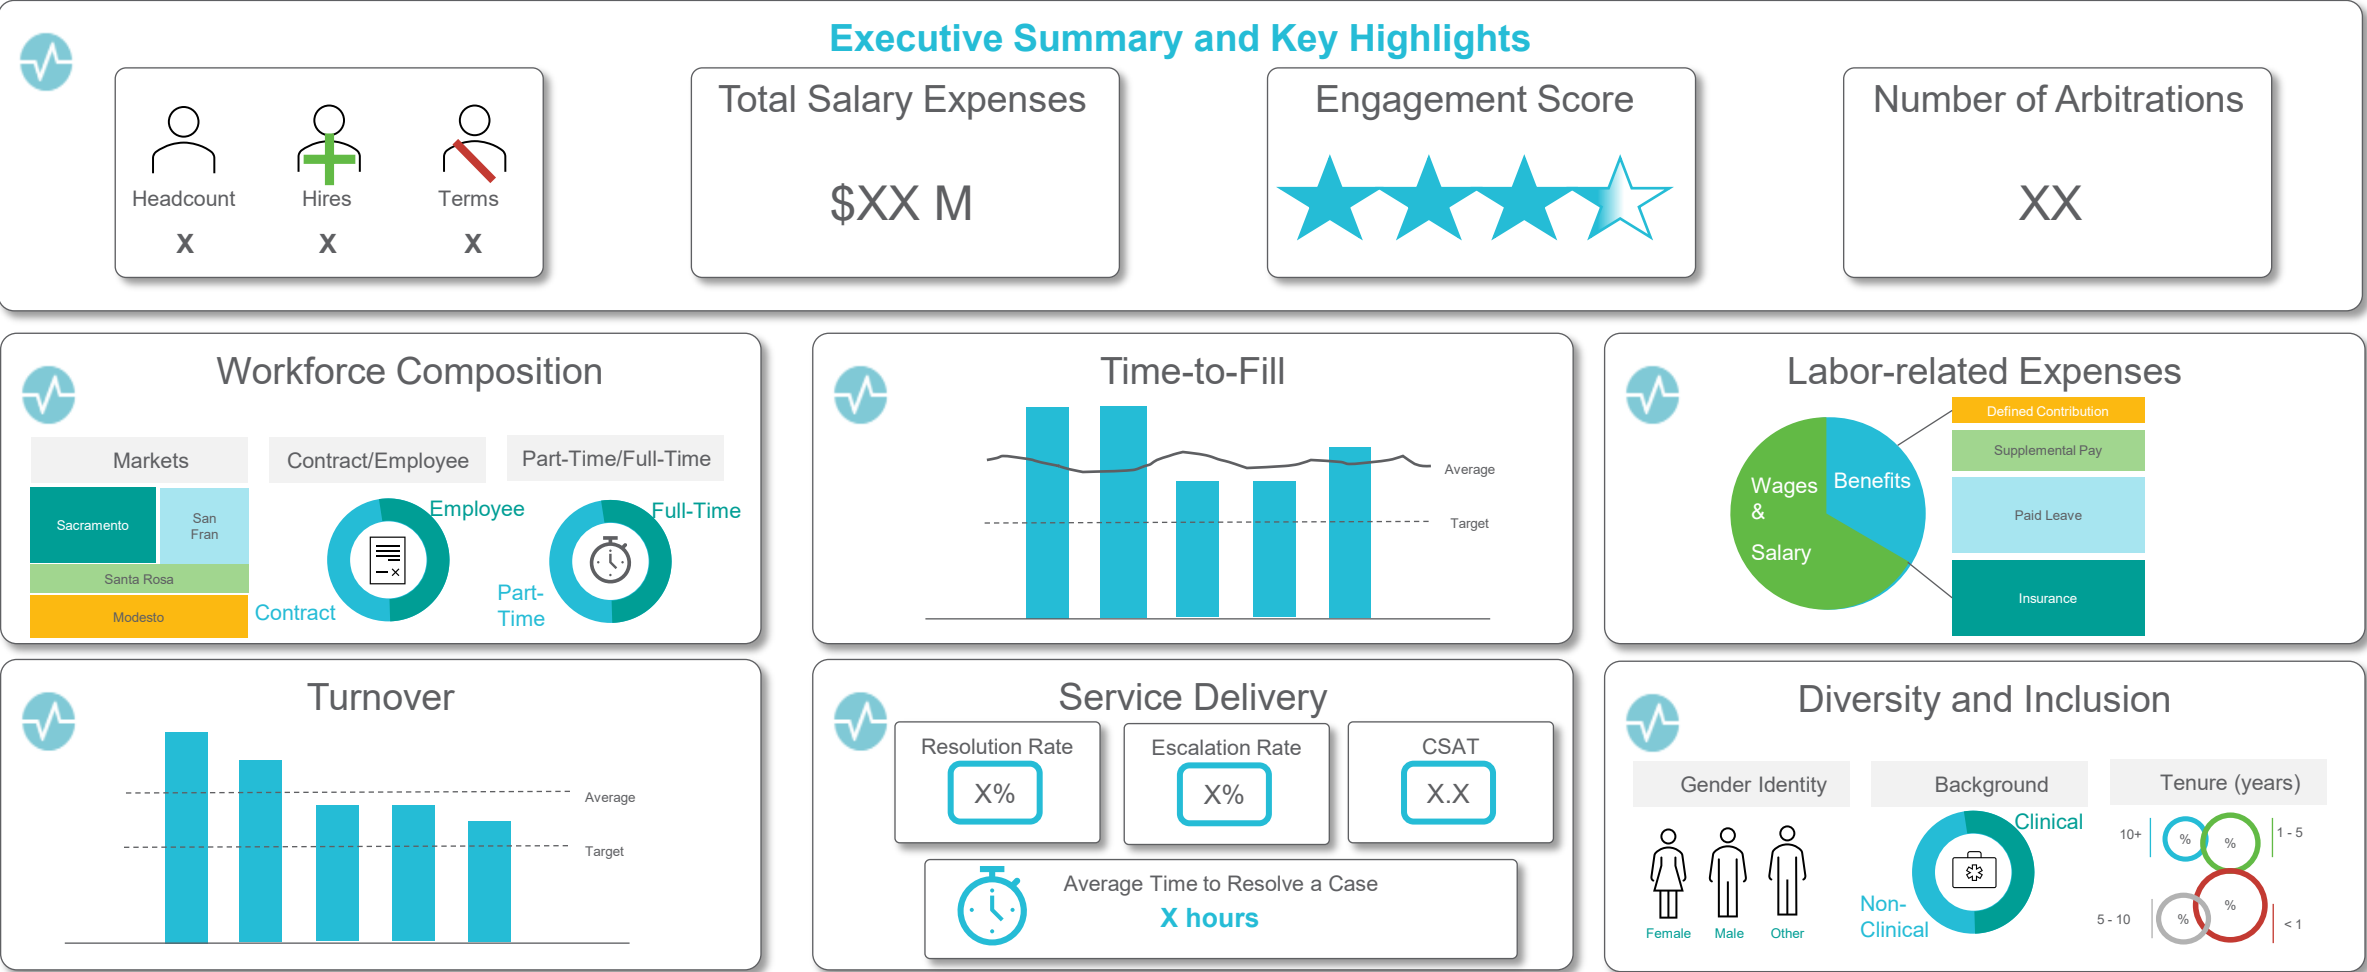 Executive Summary and Key Highlights
Headcount
Hires
Terms
X
X
X
Total Salary Expenses
$XX M
Engagement Score
Number of Arbitrations
XX
Workforce Composition
Markets
Sacramento
San
Fran
Santa Rosa
Modesto
Contract/Employee
Employee
Contract
Part-Time/Full-Time
Full-Time
Part-
Time
Time-to-Fill
Average
Target
Labor-related Expenses
Wages
&
Salary
Benefits
Defined Contribution
Supplemental Pay
Paid Leave
Insurance
Turnover
Average
Target
Service Delivery
Resolution Rate
X%
Escalation Rate
X%
CSAT
X.X
Average Time to Resolve a Case
X hours
Diversity and Inclusion
Gender Identity
Female
Male
Other
Background
Clinical
Non-
Clinical
Tenure (years)
10+
%
%
1 - 5
5 - 10
%
%
< 1